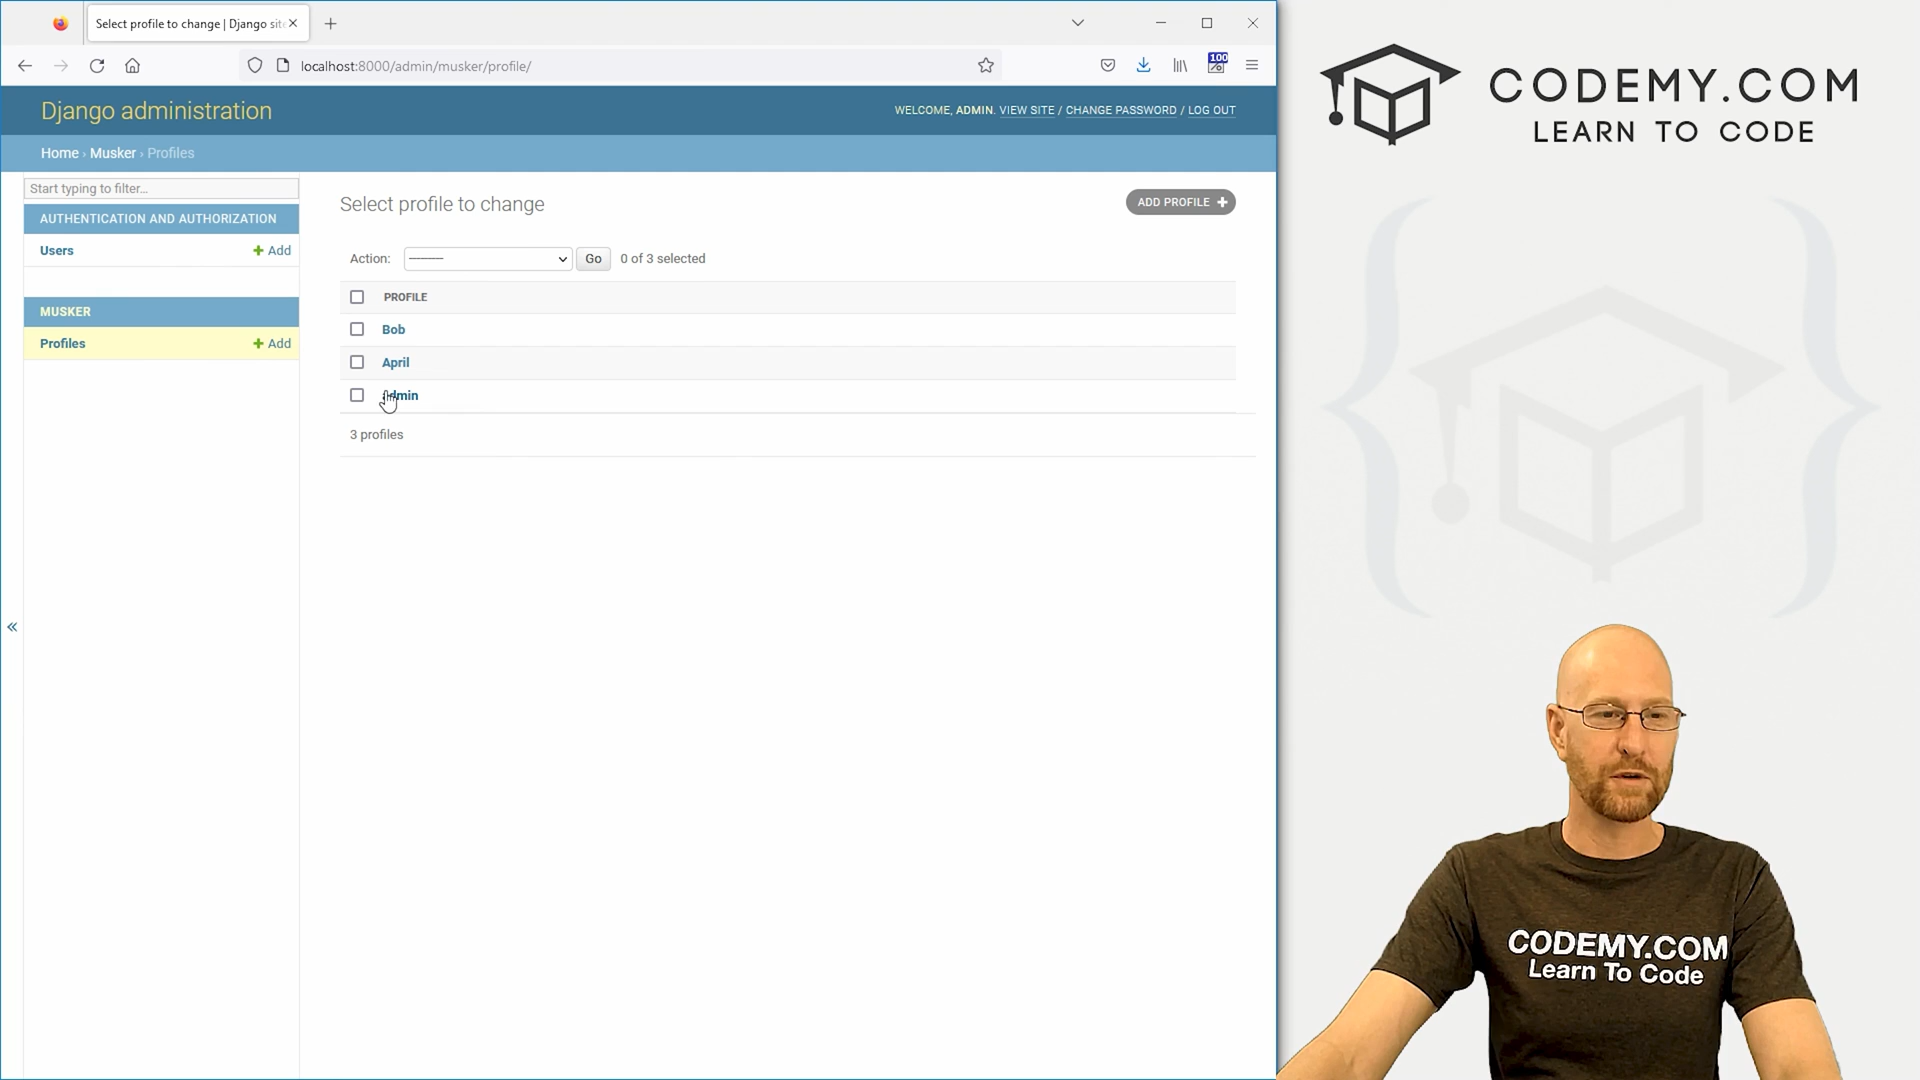 Select profile to change | Django sit
localhost:8000/admin/musker/profile/
100
Django administration
WELCOME, ADMIN. VIEW SITE / CHANGE PASSWORD / LOG OUT
Home › Musker › Profiles
Start typing to filter...
AUTHENTICATION AND AUTHORIZATION
Users + Add
MUSKER
Profiles + Add
Select profile to change
ADD PROFILE +
Action: --------- Go 0 of 3 selected
PROFILE
Bob
April
admin
3 profiles
CODEMY.COM
LEARN TO CODE
CODEMY.COM
Learn To Code